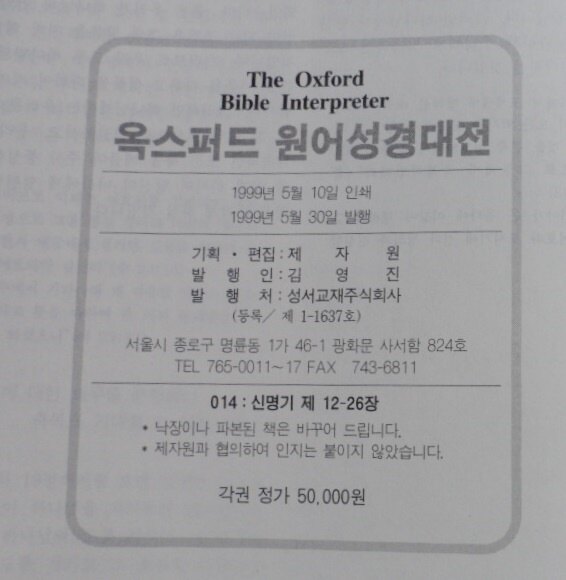 The Oxford
Bible Interpreter
옥스퍼드 원어성경대전
1999년 5월 10일 인쇄
1999년 5월 30일 발행
기획 · 편집 : 제 자 원
발 행 인 : 김 영 진
발 행 처 : 성서교재주식회사
(등록/ 제 1-1637호)
서울시 종로구 명륜동 1가 46-1 광화문 사서함 824호
TEL 765-0011~17 FAX 743-6811
014 : 신명기 제 12-26장
* 낙장이나 파본된 책은 바꾸어 드립니다.
* 제자원과 협의하여 인지는 붙이지 않았습니다.
각권 정가 50,000원